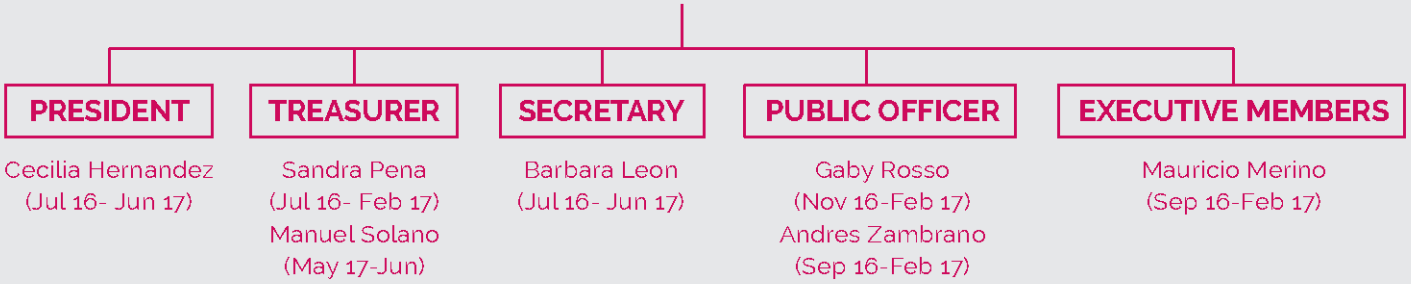 PRESIDENT
Cecilia Hernandez
(Jul 16- Jun 17)
TREASURER
Sandra Pena
(Jul 16- Feb 17)
Manuel Solano
(May 17-Jun)
SECRETARY
Barbara Leon
(Jul 16- Jun 17)
PUBLIC OFFICER
Gaby Rosso
(Nov 16-Feb 17)
Andres Zambrano
(Sep 16-Feb 17)
EXECUTIVE MEMBERS
Mauricio Merino
(Sep 16-Feb 17)